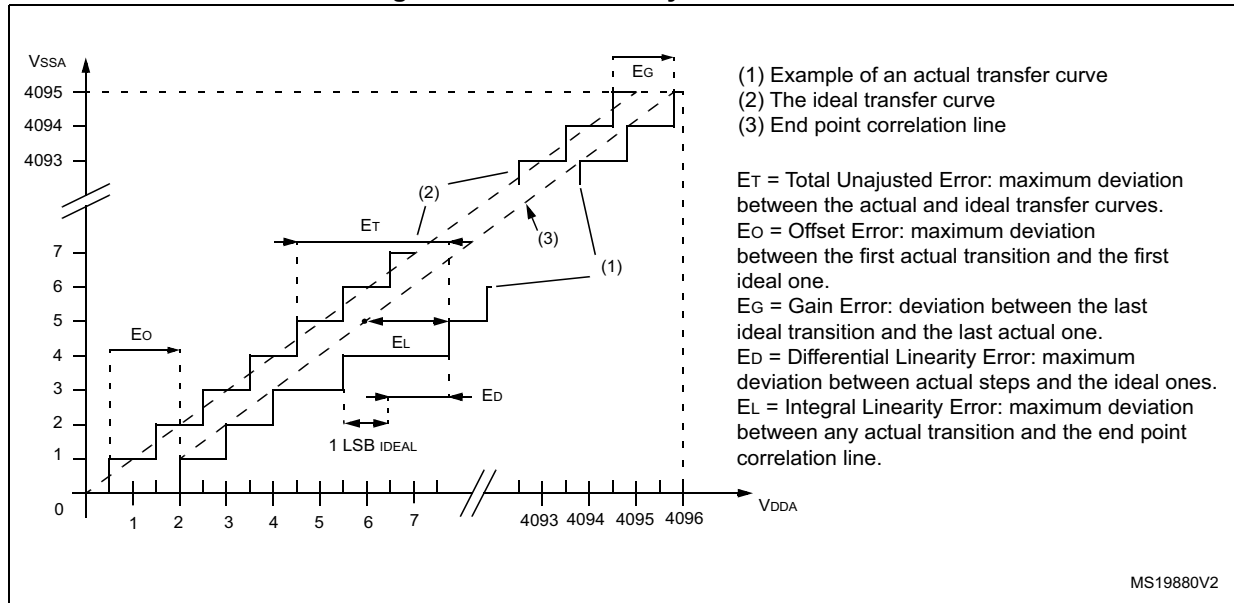 VSSA
EG
4095
4094
4093
(1) Example of an actual transfer curve
(2) The ideal transfer curve
(3) End point correlation line
ET = Total Unajusted Error: maximum deviation
between the actual and ideal transfer curves.
EO = Offset Error: maximum deviation
between the first actual transition and the first
ideal one.
EG = Gain Error: deviation between the last
ideal transition and the last actual one.
ED = Differential Linearity Error: maximum
deviation between actual steps and the ideal ones.
EL = Integral Linearity Error: maximum deviation
between any actual transition and the end point
correlation line.
(2)
ET
(3)
(1)
7
6
5
4
3
2
1
0
EO
EL
ED
1 LSB IDEAL
1 2 3 4 5 6 7 4093 4094 4095 4096
VDDA
MS19880V2